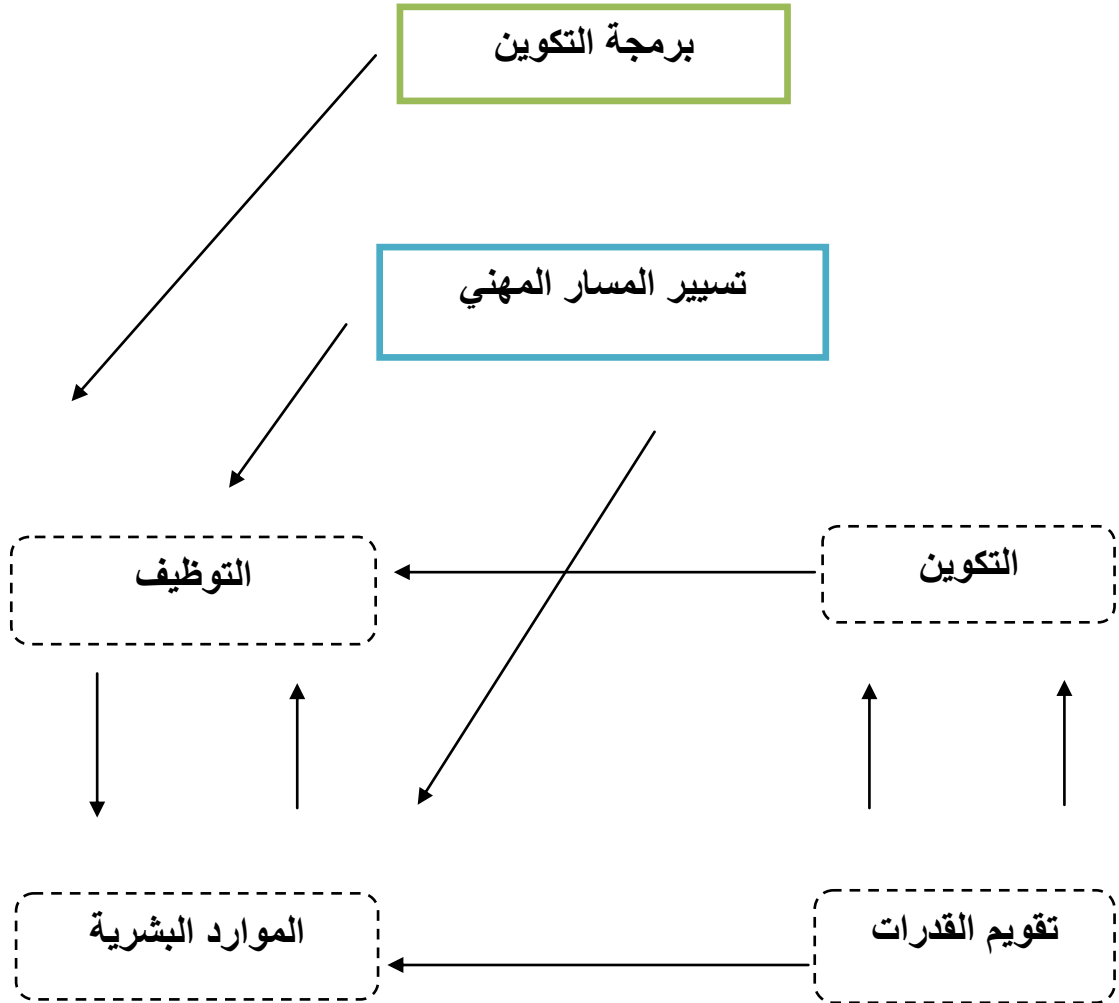 برمجة التكوين
تسيير المسار المهني
التكوين
التوظيف
تقويم القدرات
الموارد البشرية